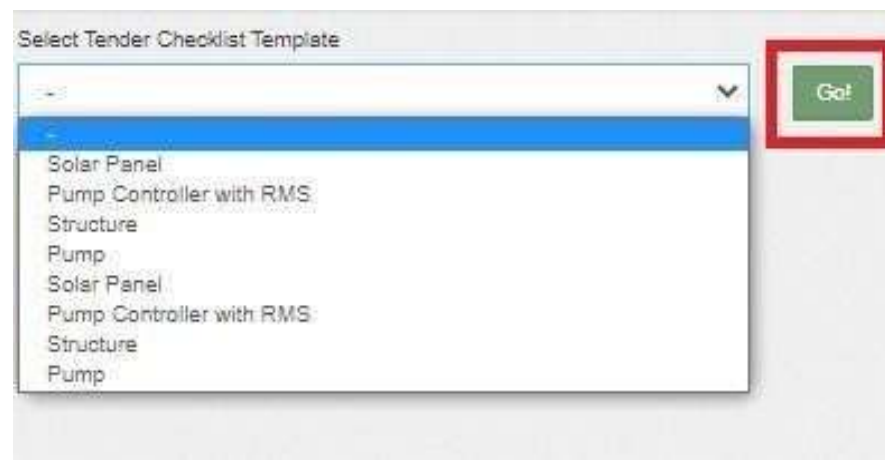 Select Tender Checklist Template
-
Go!
-
Solar Panel
Pump Controller with RMS
Structure
Pump
Solar Panel
Pump Controller with RMS
Structure
Pump